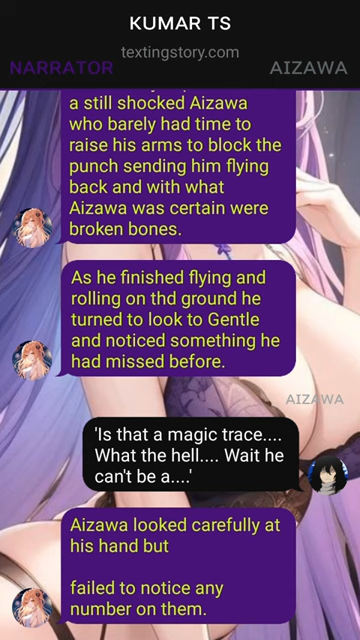 KUMAR TS
textingstory.com
NARRATOR
AIZAWA
a still shocked Aizawa
who barely had time to
raise his arms to block the
punch sending him flying
back and with what
Aizawa was certain were
broken bones.
As he finished flying and
rolling on thd ground he
turned to look to Gentle
and noticed something he
had missed before.
AIZAWA
'Is that a magic trace....
What the hell.... Wait he
can't be a....'
Aizawa looked carefully at
his hand but
failed to notice any
number on them.